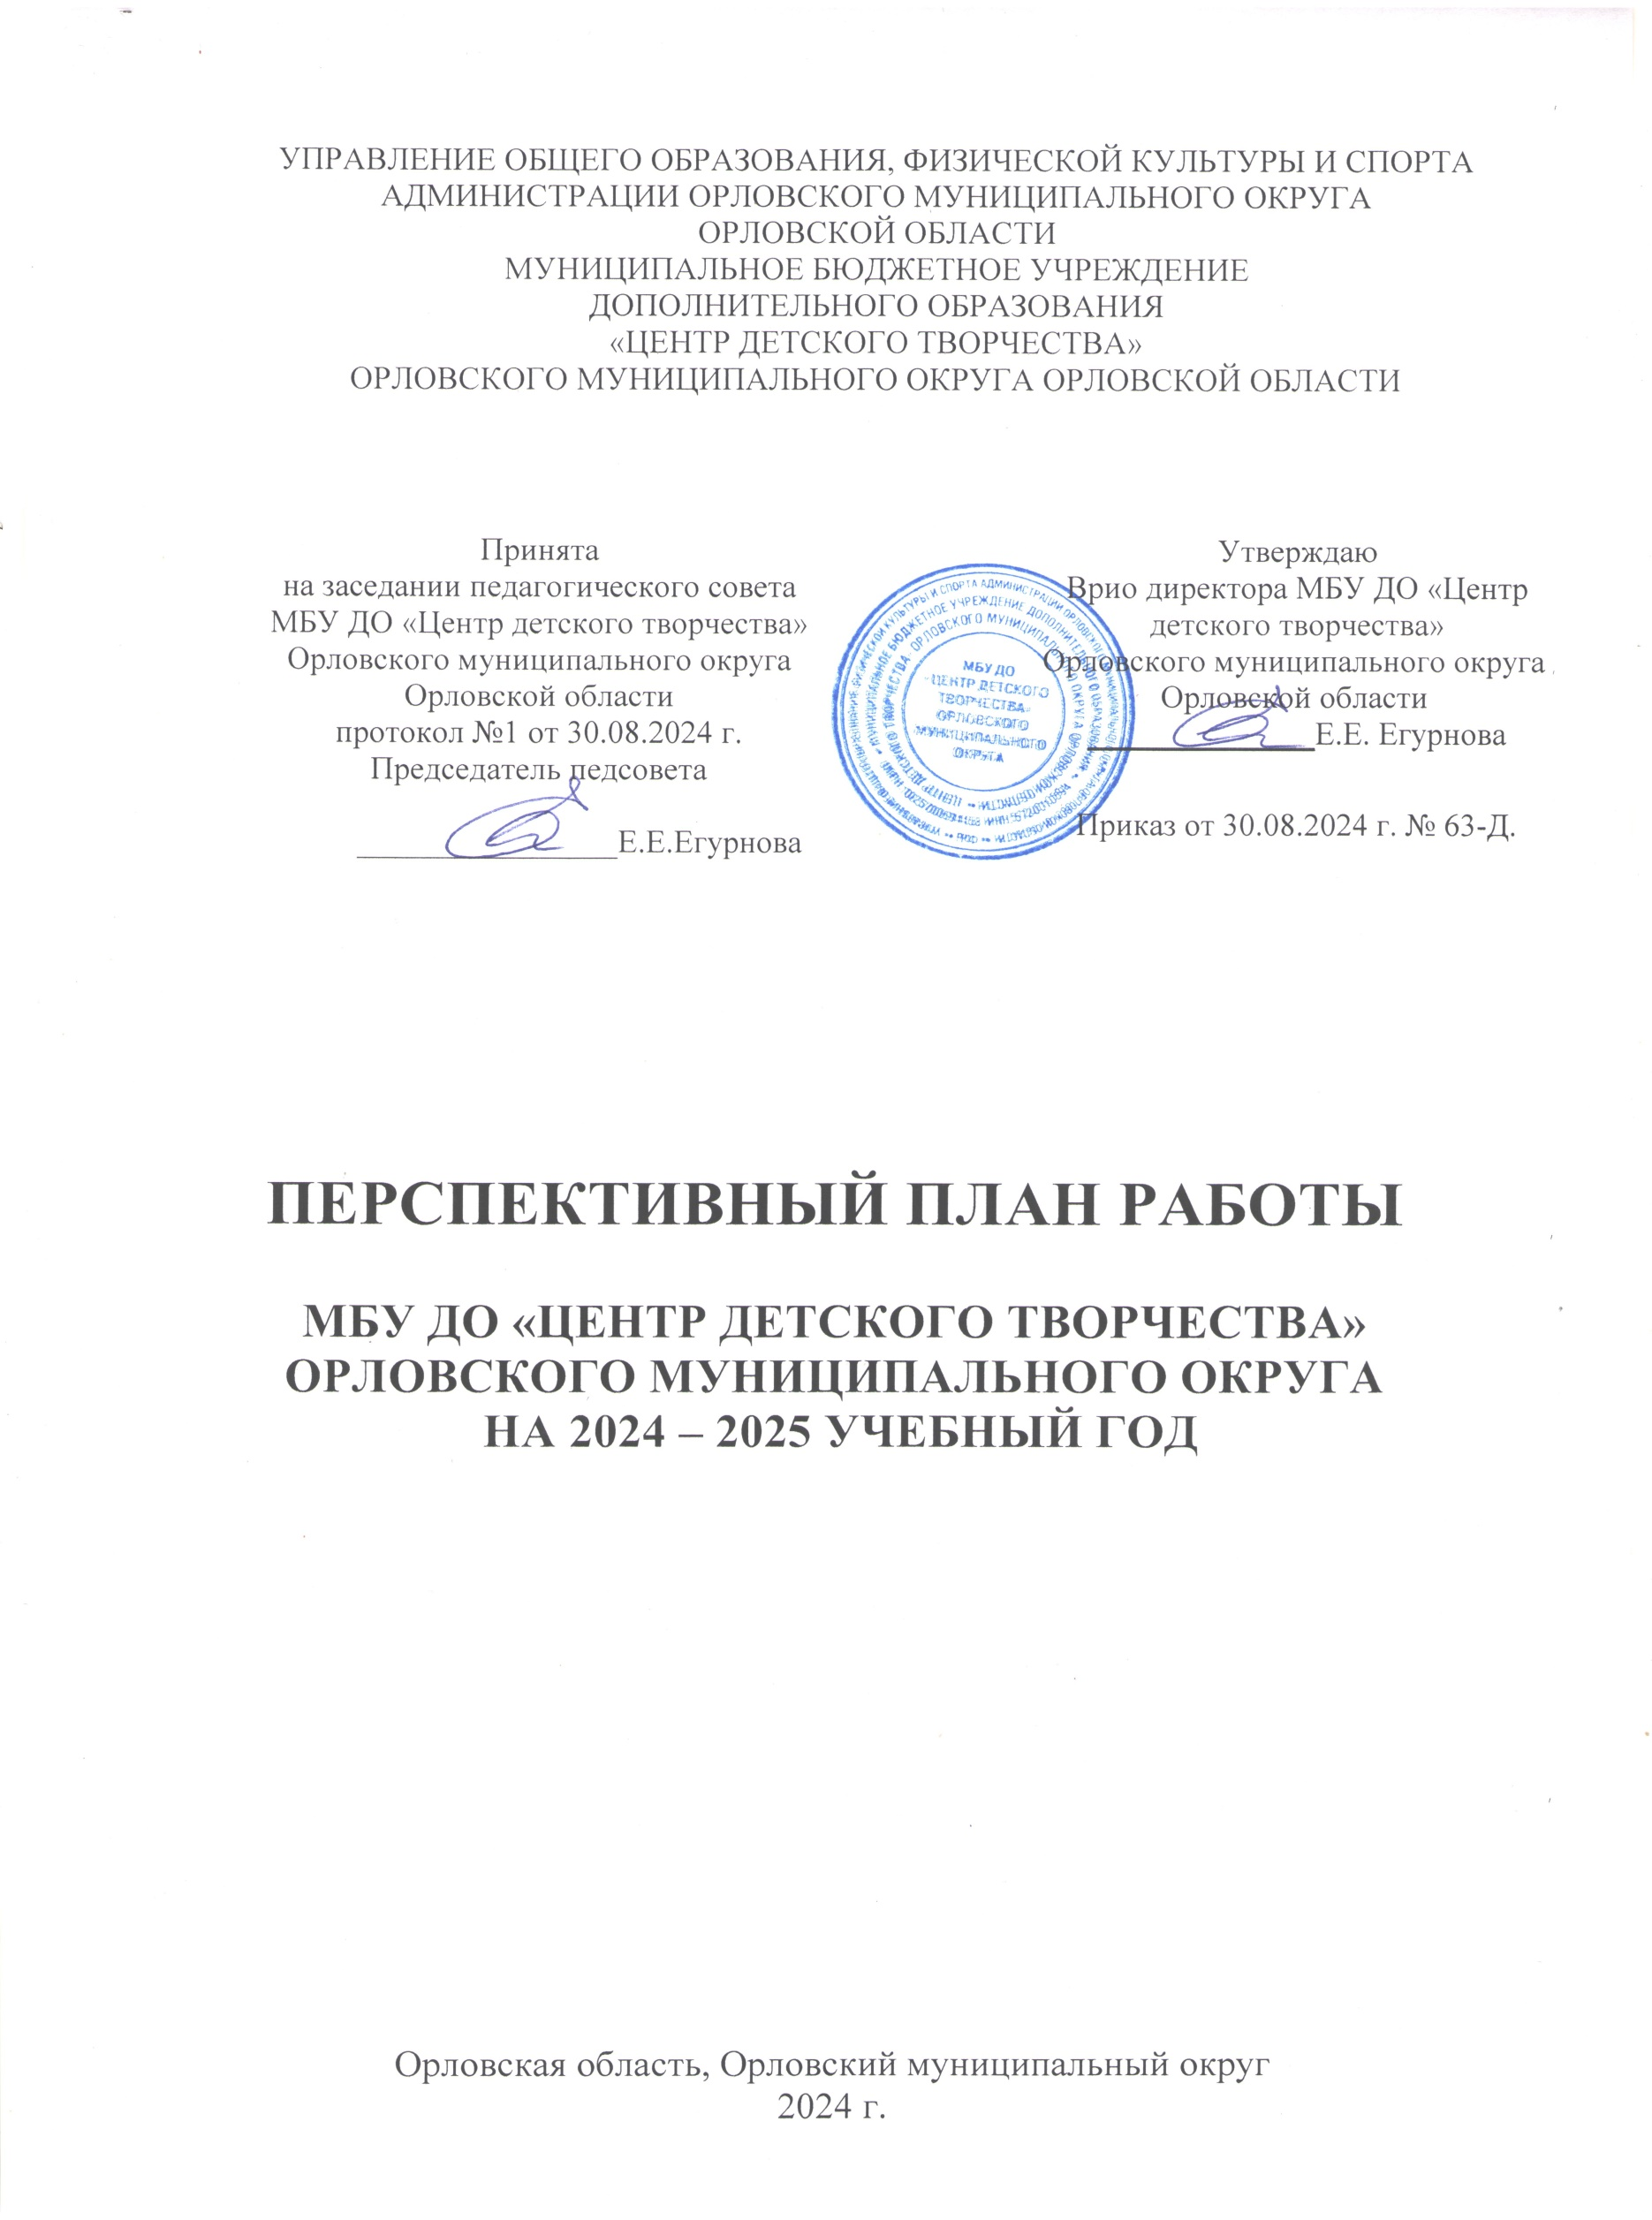 УПРАВЛЕНИЕ ОБЩЕГО ОБРАЗОВАНИЯ, ФИЗИЧЕСКОЙ КУЛЬТУРЫ И СПОРТА
АДМИНИСТРАЦИИ ОРЛОВСКОГО МУНИЦИПАЛЬНОГО ОКРУГА
ОРЛОВСКОЙ ОБЛАСТИ
МУНИЦИПАЛЬНОЕ БЮДЖЕТНОЕ УЧРЕЖДЕНИЕ
ДОПОЛНИТЕЛЬНОГО ОБРАЗОВАНИЯ
«ЦЕНТР ДЕТСКОГО ТВОРЧЕСТВА»
ОРЛОВСКОГО МУНИЦИПАЛЬНОГО ОКРУГА ОРЛОВСКОЙ ОБЛАСТИ
Принята
на заседании педагогического совета
МБУ ДО «Центр детского творчества»
Орловского муниципального округа
Орловской области
протокол №1 от 30.08.2024 г.
Председатель педсовета
Е.Е.Егурнова
МБУ ДО
«ЦЕНТР ДЕТСКОГО
ТВОРЧЕСТВА»
ОРЛОВСКОГО
МУНИЦИПАЛЬНОГО
ОКРУГА
Утверждаю
Врио директора МБУ ДО «Центр
детского творчества»
Орловского муниципального округа
Орловской области
Е.Е. Егурнова
Приказ от 30.08.2024 г. № 63-Д.
ПЕРСПЕКТИВНЫЙ ПЛАН РАБОТЫ
МБУ ДО «ЦЕНТР ДЕТСКОГО ТВОРЧЕСТВА»
ОРЛОВСКОГО МУНИЦИПАЛЬНОГО ОКРУГА
НА 2024 – 2025 УЧЕБНЫЙ ГОД
Орловская область, Орловский муниципальный округ
2024 г.